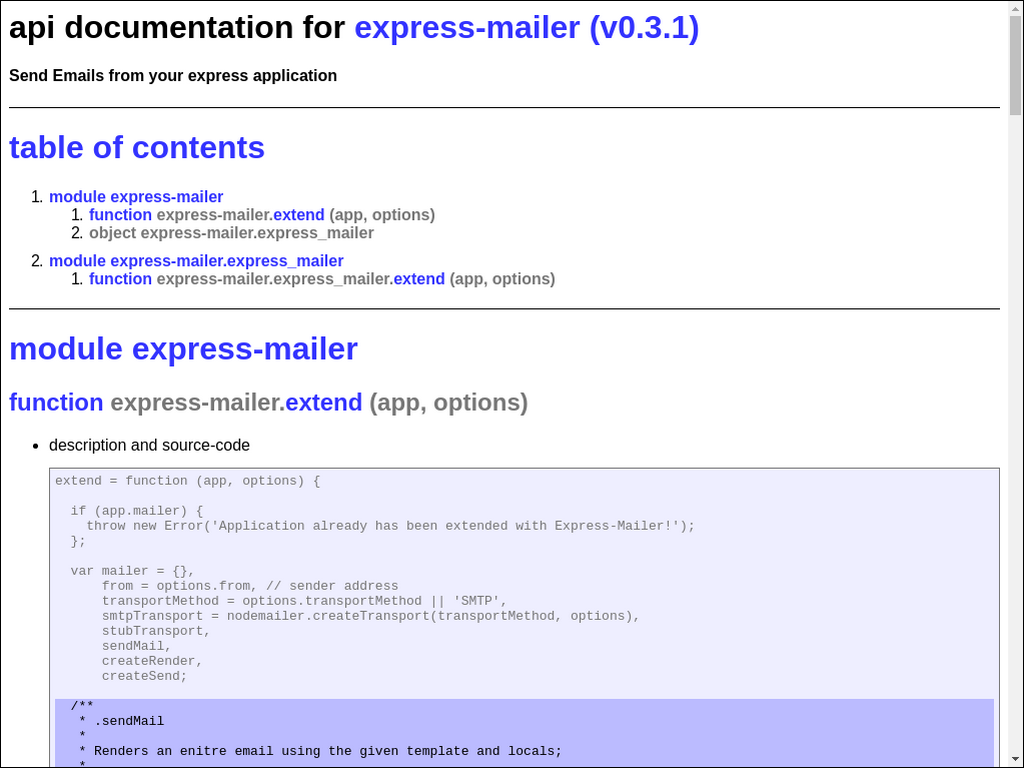 api documentation for express-mailer (v0.3.1)
Send Emails from your express application
table of contents
1. module express-mailer
1. function express-mailer.extend (app, options)
2. object express-mailer.express_mailer
2. module express-mailer.express_mailer
1. function express-mailer.express_mailer.extend (app, options)
module express-mailer
function express-mailer.extend (app, options)
• description and source-code
extend = function (app, options) {
  if (app.mailer) {
    throw new Error('Application already has been extended with Express-Mailer!');
  };
  var mailer = {},
      from = options.from, // sender address
      transportMethod = options.transportMethod || 'SMTP',
      smtpTransport = nodemailer.createTransport(transportMethod, options),
      stubTransport,
      sendMail,
      createRender,
      createSend;
  /**
   * .sendMail
   *
   * Renders an enitre email using the given template and locals;
   *